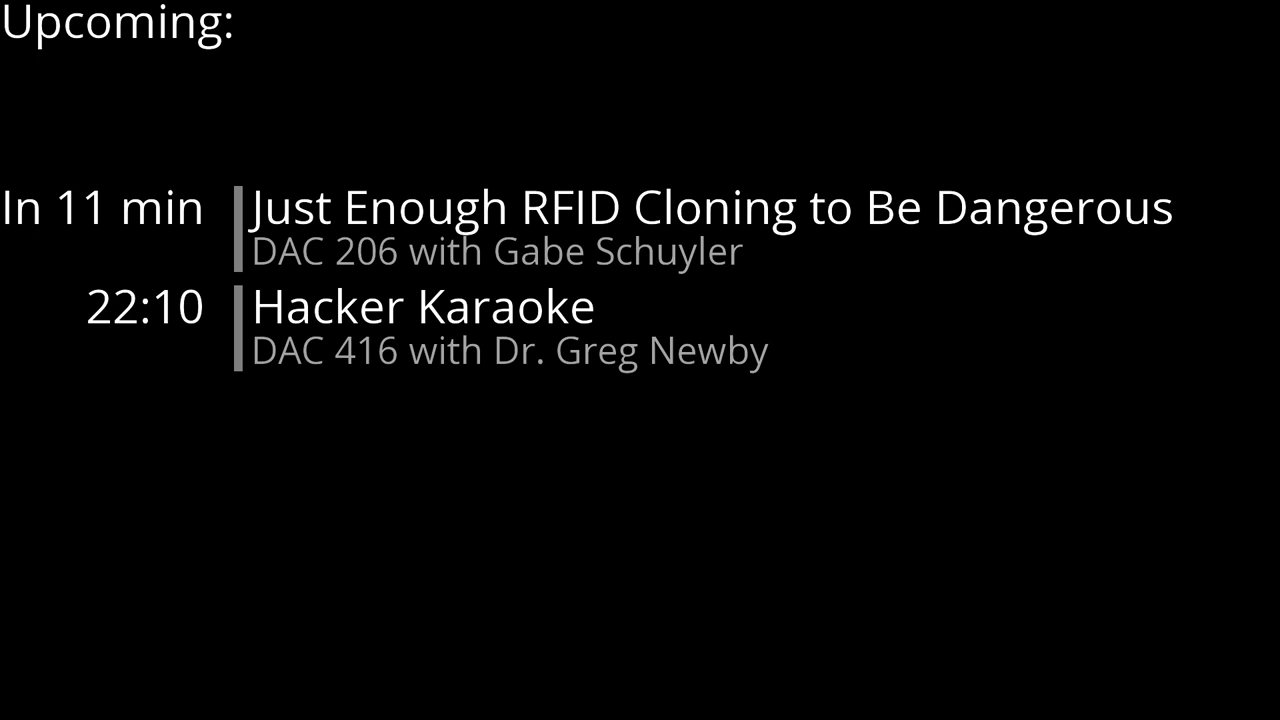 Upcoming:
In 11 min
Just Enough RFID Cloning to Be Dangerous
DAC 206 with Gabe Schuyler
22:10
Hacker Karaoke
DAC 416 with Dr. Greg Newby